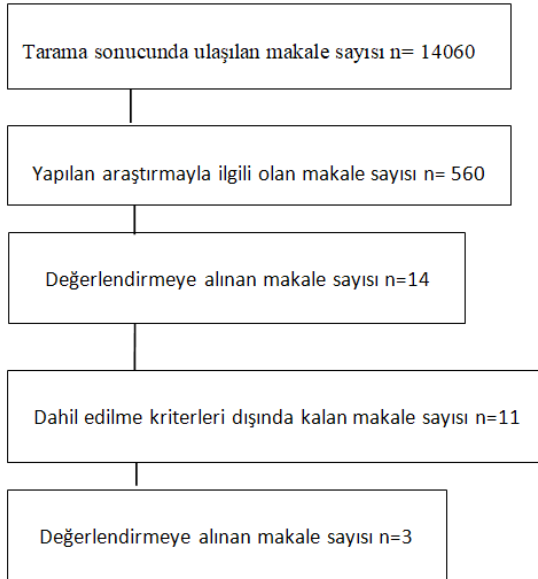 Tarama sonucunda ulaşılan makale sayısı n= 14060
Yapılan araştırmayla ilgili olan makale sayısı n= 560
Değerlendirmeye alınan makale sayısı n=14
Dahil edilme kriterleri dışında kalan makale sayısı n=11
Değerlendirmeye alınan makale sayısı n=3